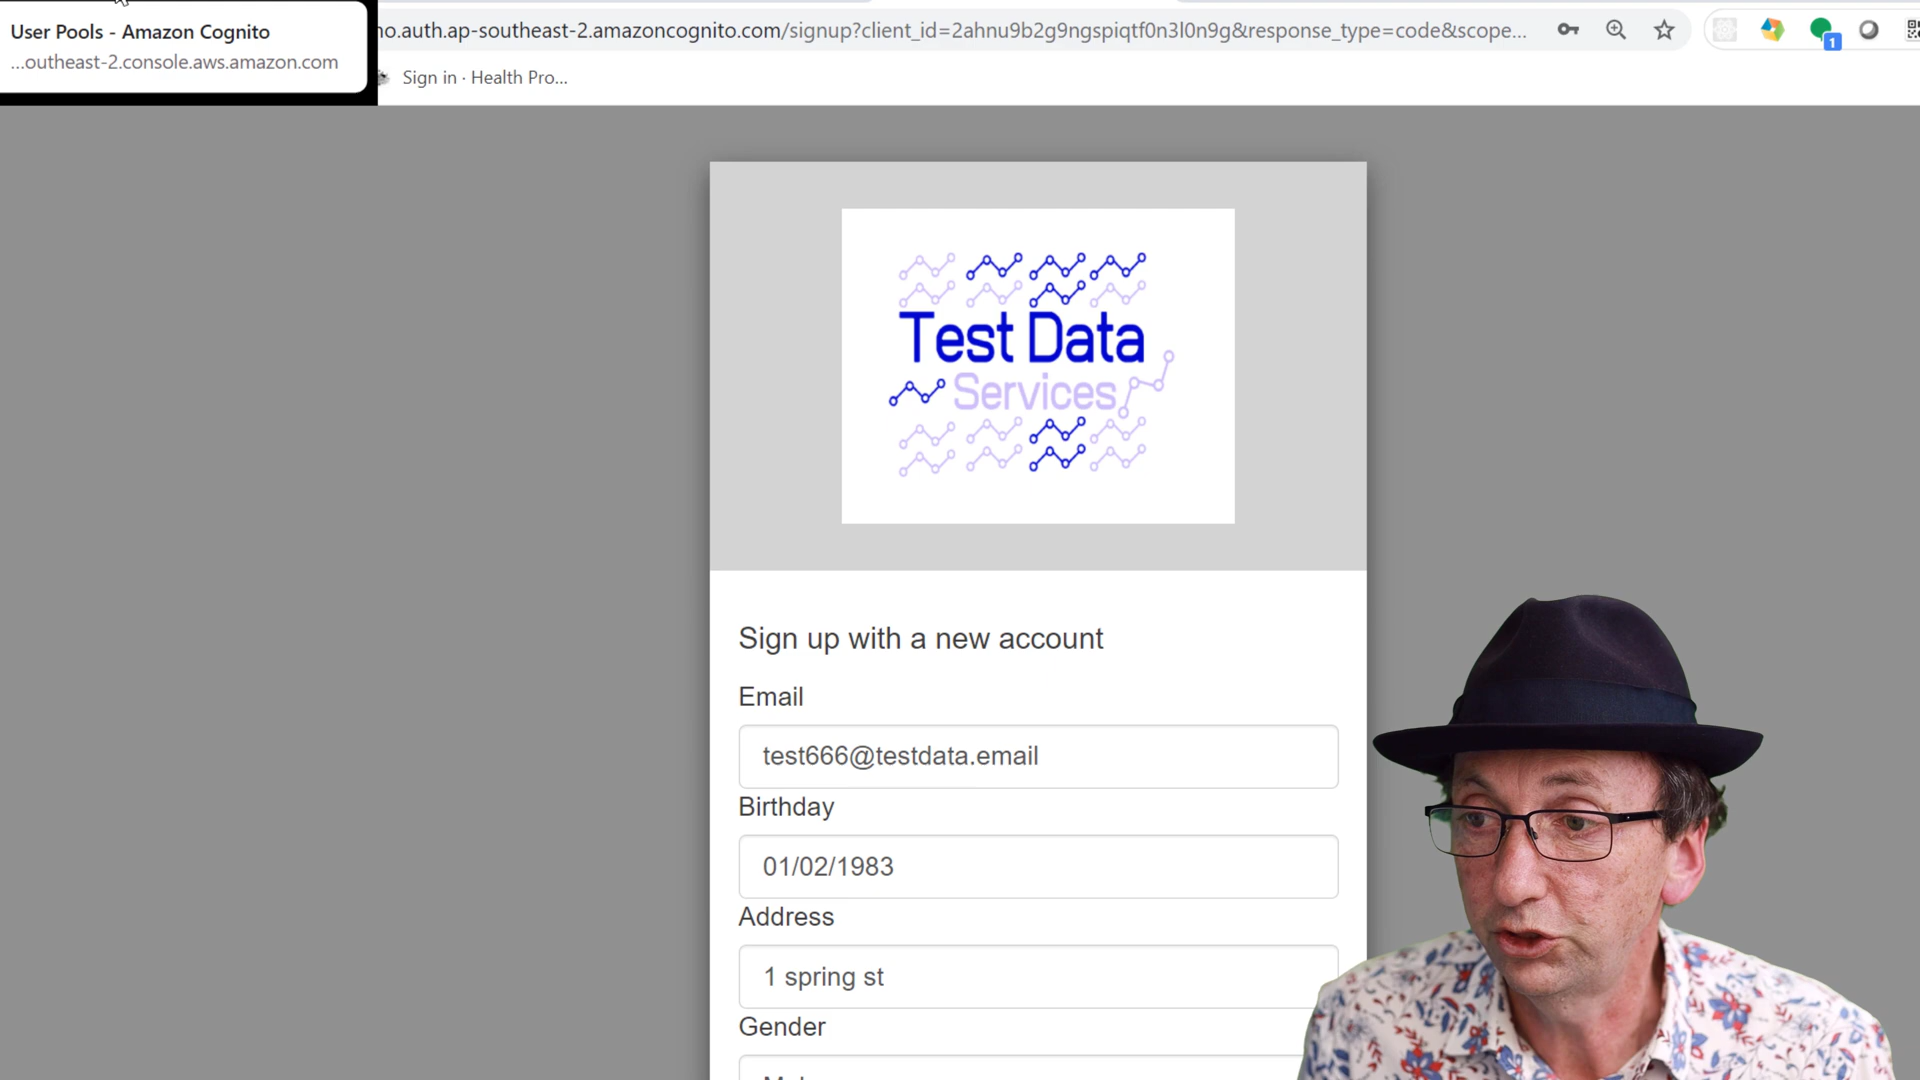 User Pools - Amazon Cognito
...outheast-2.console.aws.amazon.com
no.auth.ap-southeast-2.amazoncognito.com/signup?client_id=2ahnu9b2g9ngspiqtf0n3l0n9g&response_type=code&scope...
1
Sign in · Health Pro...
Test Data
Services
Sign up with a new account
Email
test666@testdata.email
Birthday
01/02/1983
Address
1 spring st
Gender